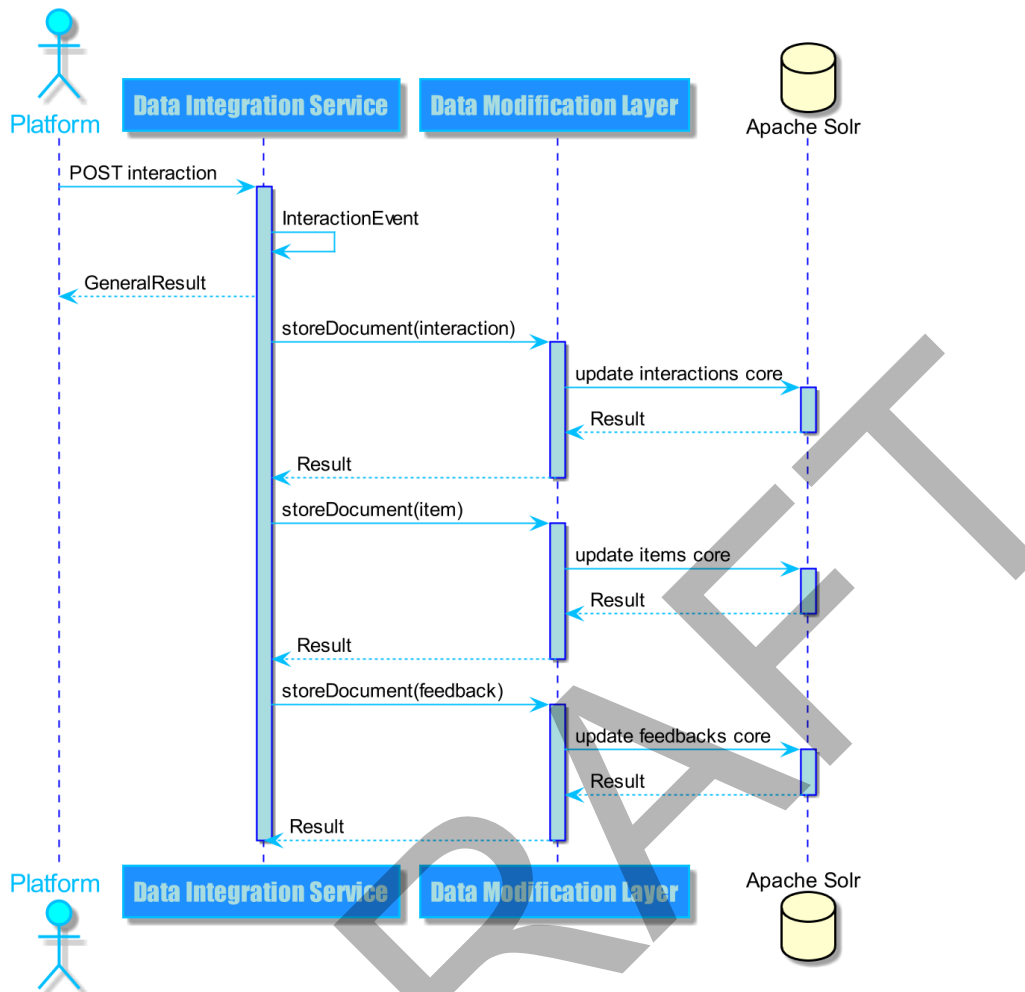 Platform
Data Integration Service
Data Modification Layer
Apache Solr
POST interaction
InteractionEvent
GeneralResult
storeDocument(interaction)
update interactions core
Result
Result
storeDocument(item)
update items core
Result
Result
storeDocument(feedback)
update feedbacks core
Result
Result
Platform
Data Integration Service
Data Modification Layer
Apache Solr
RAFT